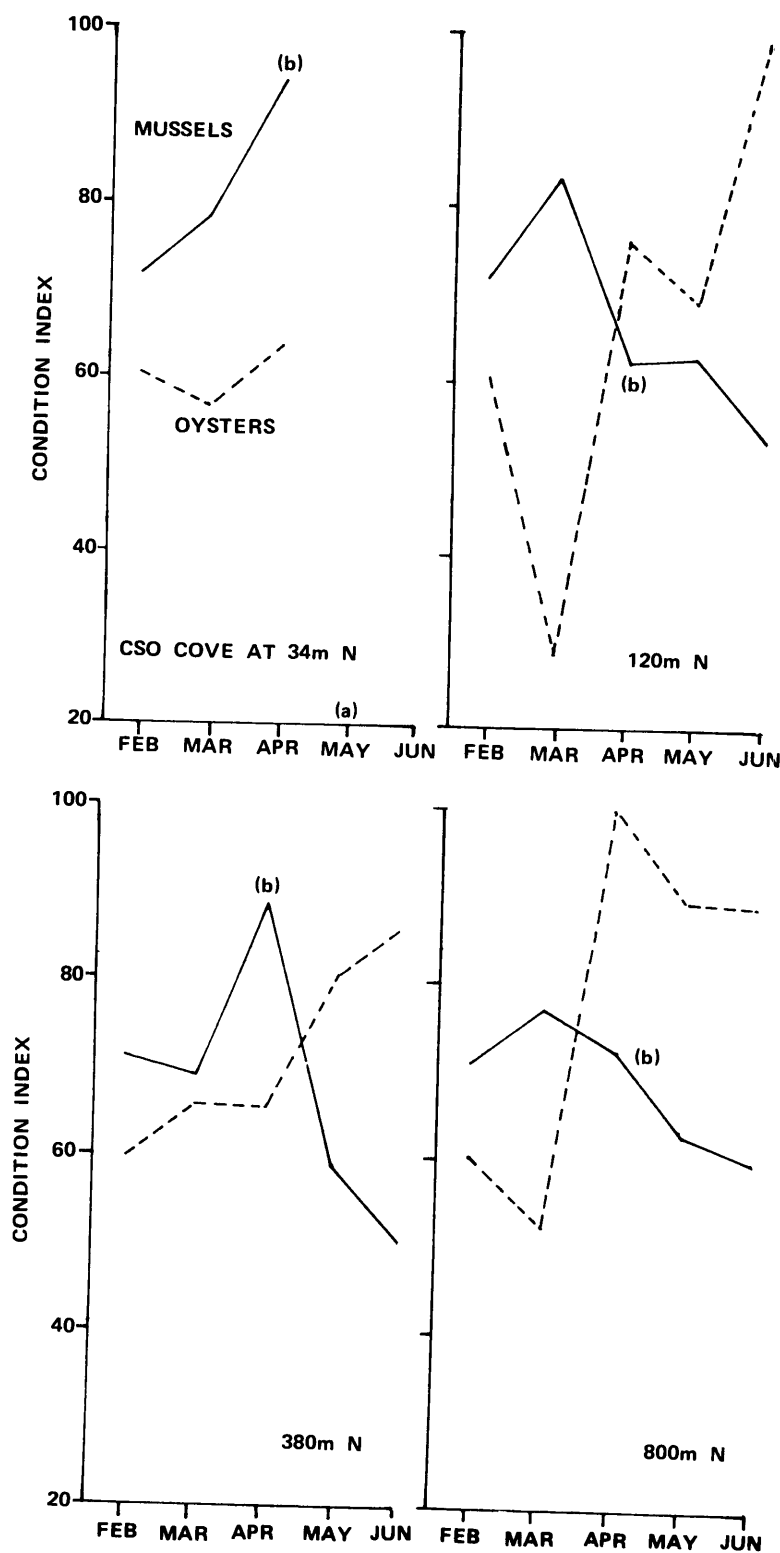 100
(b)
MUSSELS
80
CONDITION INDEX
60
(b)
OYSTERS
40
CSO COVE AT 34m N
120m N
20
(a)
FEB MAR APR MAY JUN
FEB MAR APR MAY JUN
100
(b)
80
CONDITION INDEX
(b)
60
40
380m N
800m N
20
FEB MAR APR MAY JUN
FEB MAR APR MAY JUN